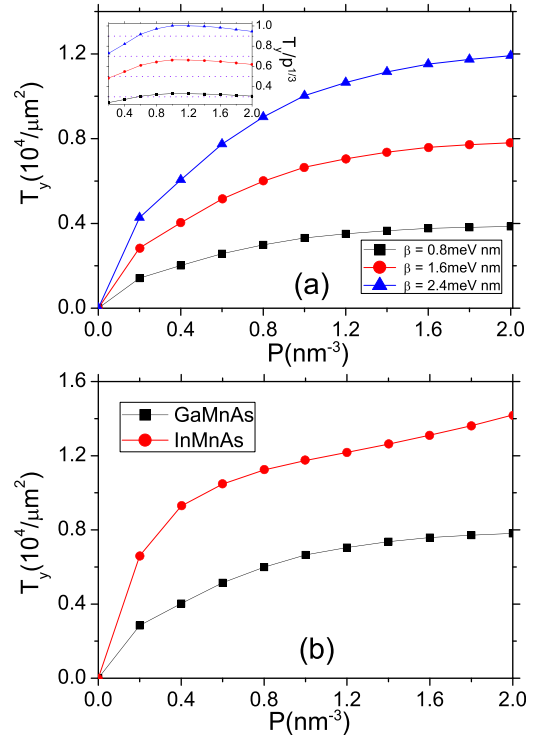 1.0
0.8
0.6
0.4
T_y/p^{1/3}
0.4 0.8 1.2 1.6 2.0
1.2
0.8
0.4
0.0
T_y(10^4/μm^2)
β = 0.8meV nm
β = 1.6meV nm
β = 2.4meV nm
(a)
0.0 0.4 0.8 1.2 1.6 2.0
P(nm^{-3})
1.6
1.2
0.8
0.4
0.0
T_y(10^4/μm^2)
GaMnAs
InMnAs
(b)
0.0 0.4 0.8 1.2 1.6 2.0
P(nm^{-3})